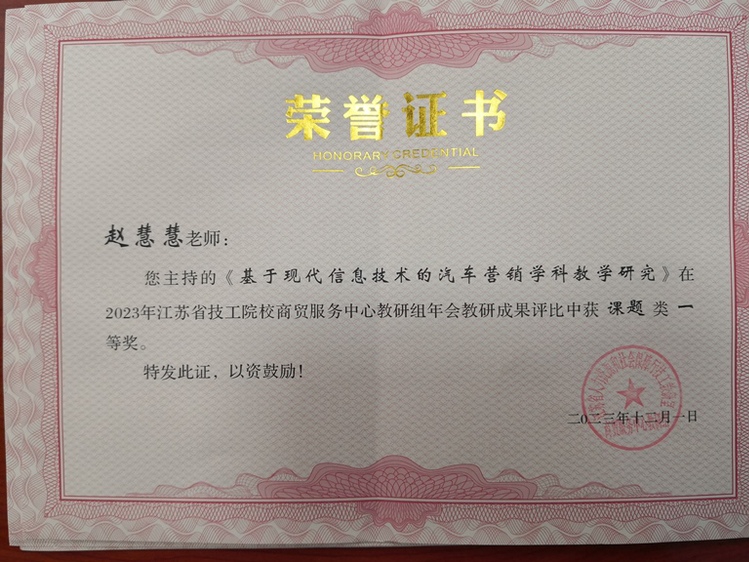 荣誉证书
HONORARY CREDENTIAL
赵慧慧老师：
您主持的《基于现代信息技术的汽车营销学科教学研究》在
2023年江苏省技工院校商贸服务中心教研组年会教研成果评比中获 课题 类 一
等奖。
特发此证，以资鼓励！
二〇二三年十二月一日